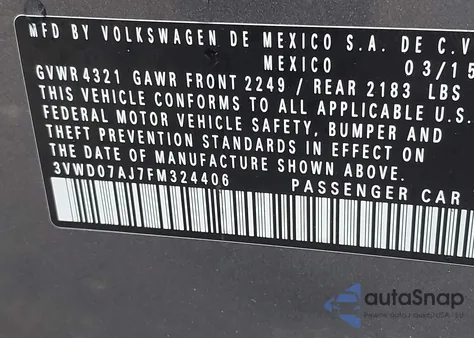 MFD BY VOLKSWAGEN DE MEXICO S.A. DE C.V
MEXICO 03/15
GVWR 4321 GAWR FRONT 2249 / REAR 2183 LBS
THIS VEHICLE CONFORMS TO ALL APPLICABLE U.S.
FEDERAL MOTOR VEHICLE SAFETY, BUMPER AND
THEFT PREVENTION STANDARDS IN EFFECT ON
THE DATE OF MANUFACTURE SHOWN ABOVE.
3VWD07AJ7FM324406 PASSENGER CAR
autoSnap